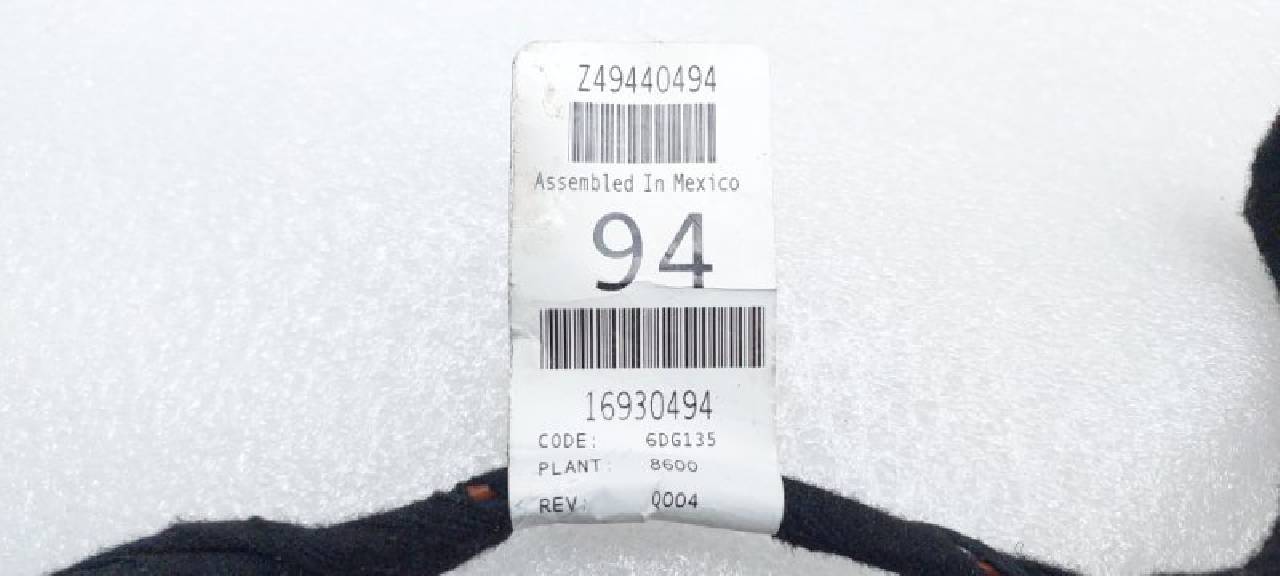 Z49440494
Assembled In Mexico
94
16930494
CODE: 6DG135
PLANT: 8600
REV: Q004